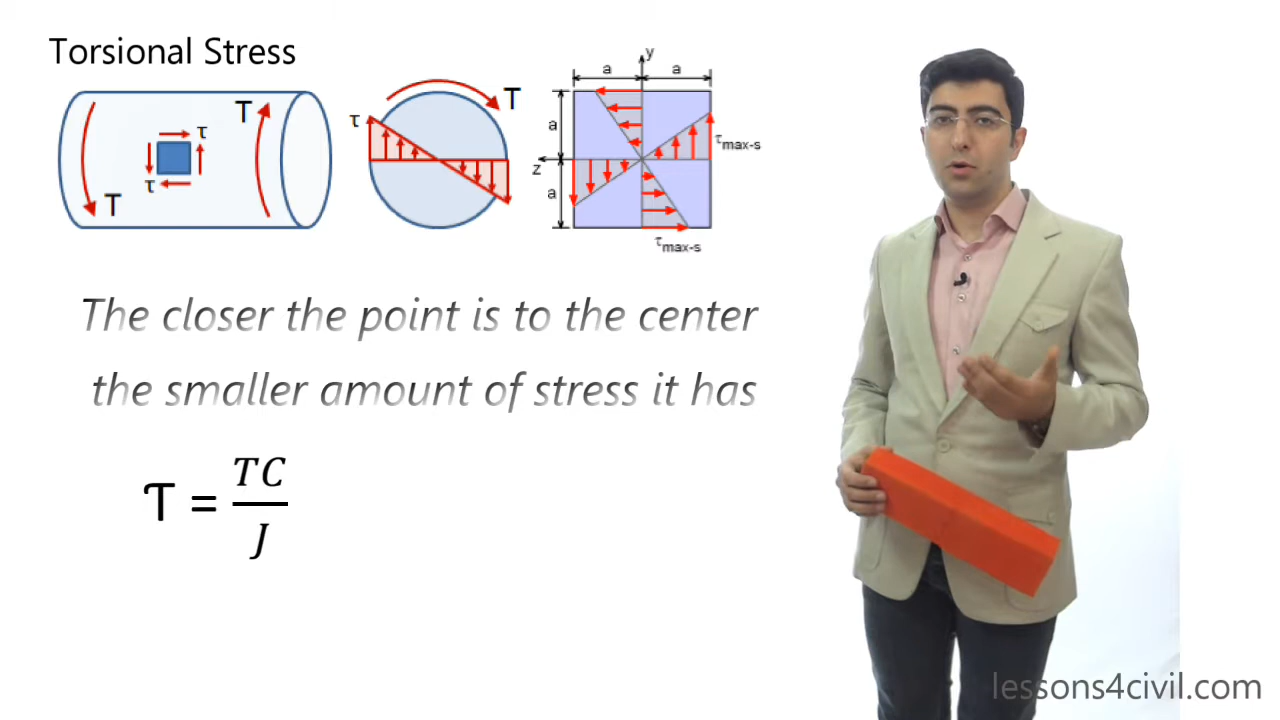 Torsional Stress
T
τ
τ
T
τ
T
y
a a
a
z
a
τmax-s
τmax-s
The closer the point is to the center
the smaller amount of stress it has
Ƭ = TC/J
lessons4civil.com